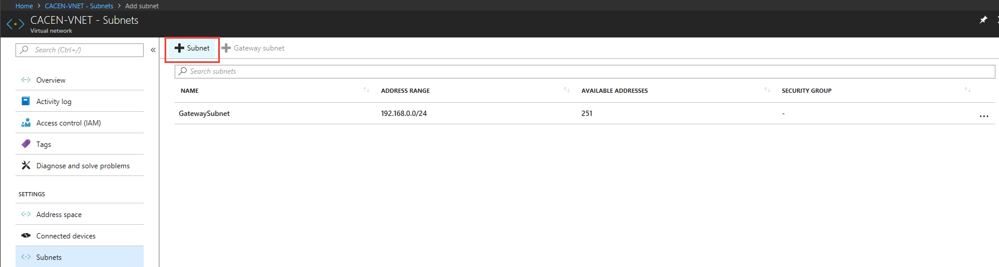 Home > CACEN-VNET - Subnets > Add subnet
CACEN-VNET - Subnets
Virtual network
Search (Ctrl+/)
«
Subnet
Gateway subnet
Search subnets
NAME
ADDRESS RANGE
AVAILABLE ADDRESSES
SECURITY GROUP
GatewaySubnet
192.168.0.0/24
251
-
...
Overview
Activity log
Access control (IAM)
Tags
Diagnose and solve problems
SETTINGS
Address space
Connected devices
Subnets